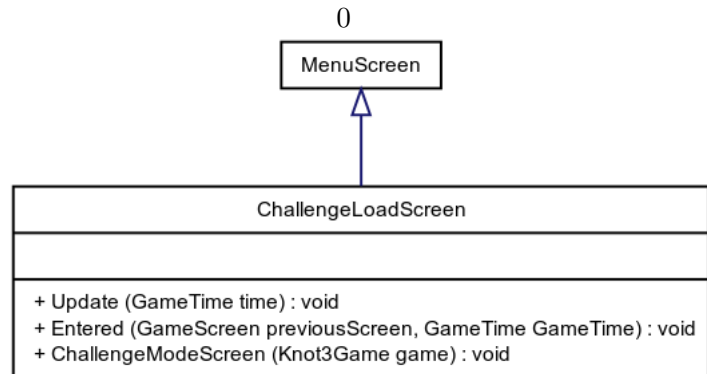 0
MenuScreen
ChallengeLoadScreen
+ Update (GameTime time) : void
+ Entered (GameScreen previousScreen, GameTime GameTime) : void
+ ChallengeModeScreen (Knot3Game game) : void